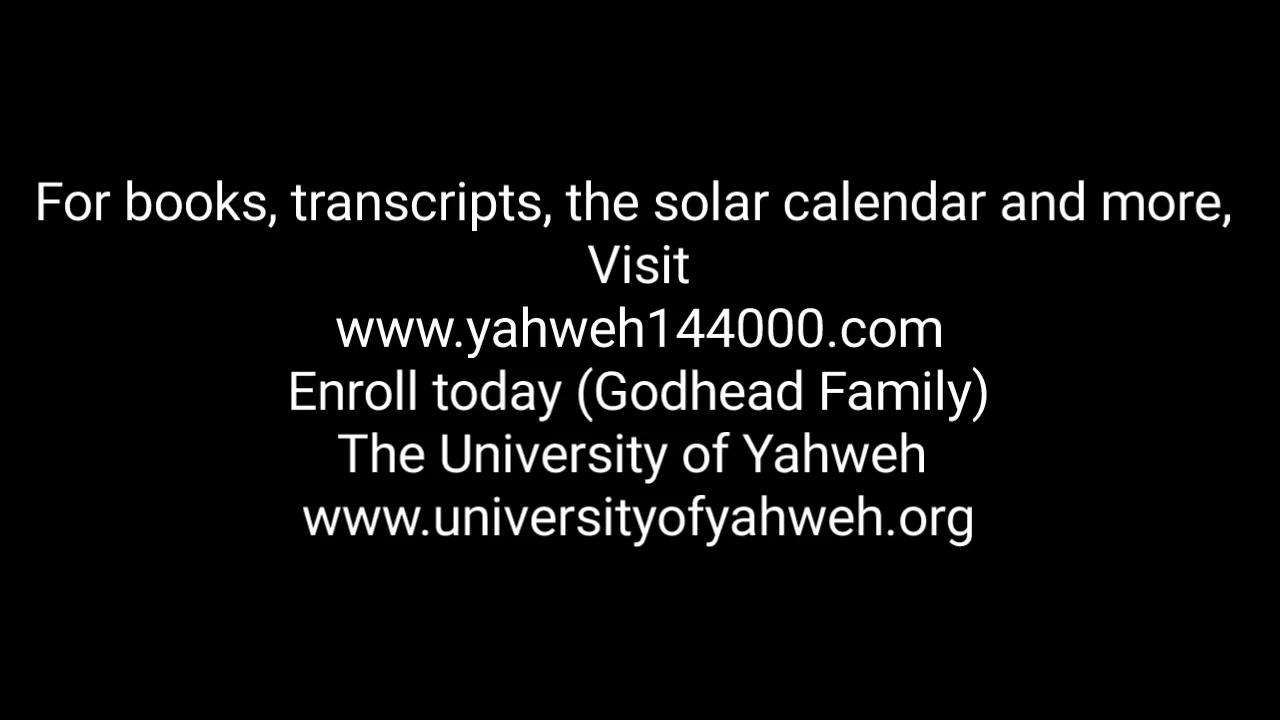 For books, transcripts, the solar calendar and more,
Visit
www.yahweh144000.com
Enroll today (Godhead Family)
The University of Yahweh
www.universityofyahweh.org